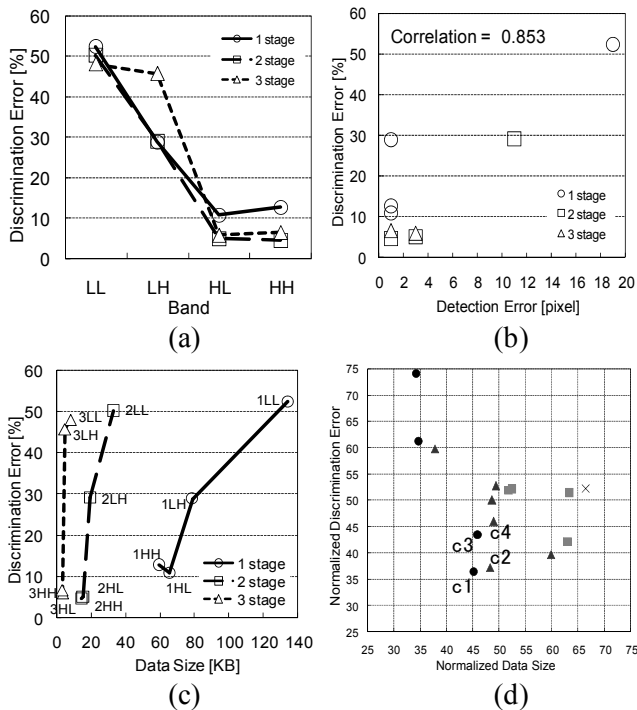 60
50
40
30
20
10
0
Discrimination Error [%]
1 stage
2 stage
3 stage
LL LH HL HH
Band
(a)
60
50
40
30
20
10
0
Discrimination Error [%]
Correlation = 0.853
1 stage
2 stage
3 stage
0 2 4 6 8 10 12 14 16 18 20
Detection Error [pixel]
(b)
60
50
40
30
20
10
0
Discrimination Error [%]
3LL
3LH
2LL
1LL
2LH
1LH
1HH
1HL
3HH
3HL
2HL
2HH
1 stage
2 stage
3 stage
0 20 40 60 80 100 120 140
Data Size [KB]
(c)
75
70
65
60
55
50
45
40
35
30
25
Normalized Discrimination Error
c3
c4
c2
c1
25 30 35 40 45 50 55 60 65 70 75
Normalized Data Size
(d)